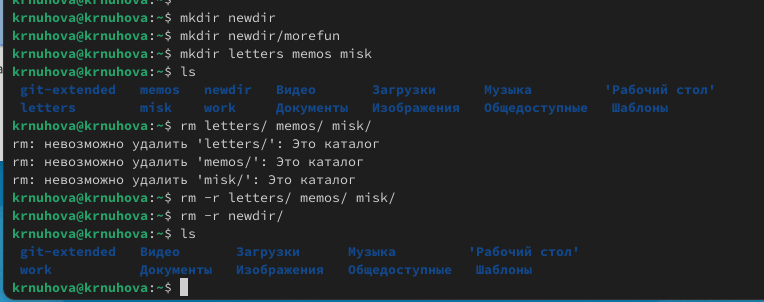 krnuhova@krnuhova:~$ mkdir newdir
krnuhova@krnuhova:~$ mkdir newdir/morefun
krnuhova@krnuhova:~$ mkdir letters memos misk
krnuhova@krnuhova:~$ ls
git-extended memos newdir Видео Загрузки Музыка 'Рабочий стол'
letters misk work Документы Изображения Общедоступные Шаблоны
krnuhova@krnuhova:~$ rm letters/ memos/ misk/
rm: невозможно удалить 'letters/': Это каталог
rm: невозможно удалить 'memos/': Это каталог
rm: невозможно удалить 'misk/': Это каталог
krnuhova@krnuhova:~$ rm -r letters/ memos/ misk/
krnuhova@krnuhova:~$ rm -r newdir/
krnuhova@krnuhova:~$ ls
git-extended Видео Загрузки Музыка 'Рабочий стол'
work Документы Изображения Общедоступные Шаблоны
krnuhova@krnuhova:~$